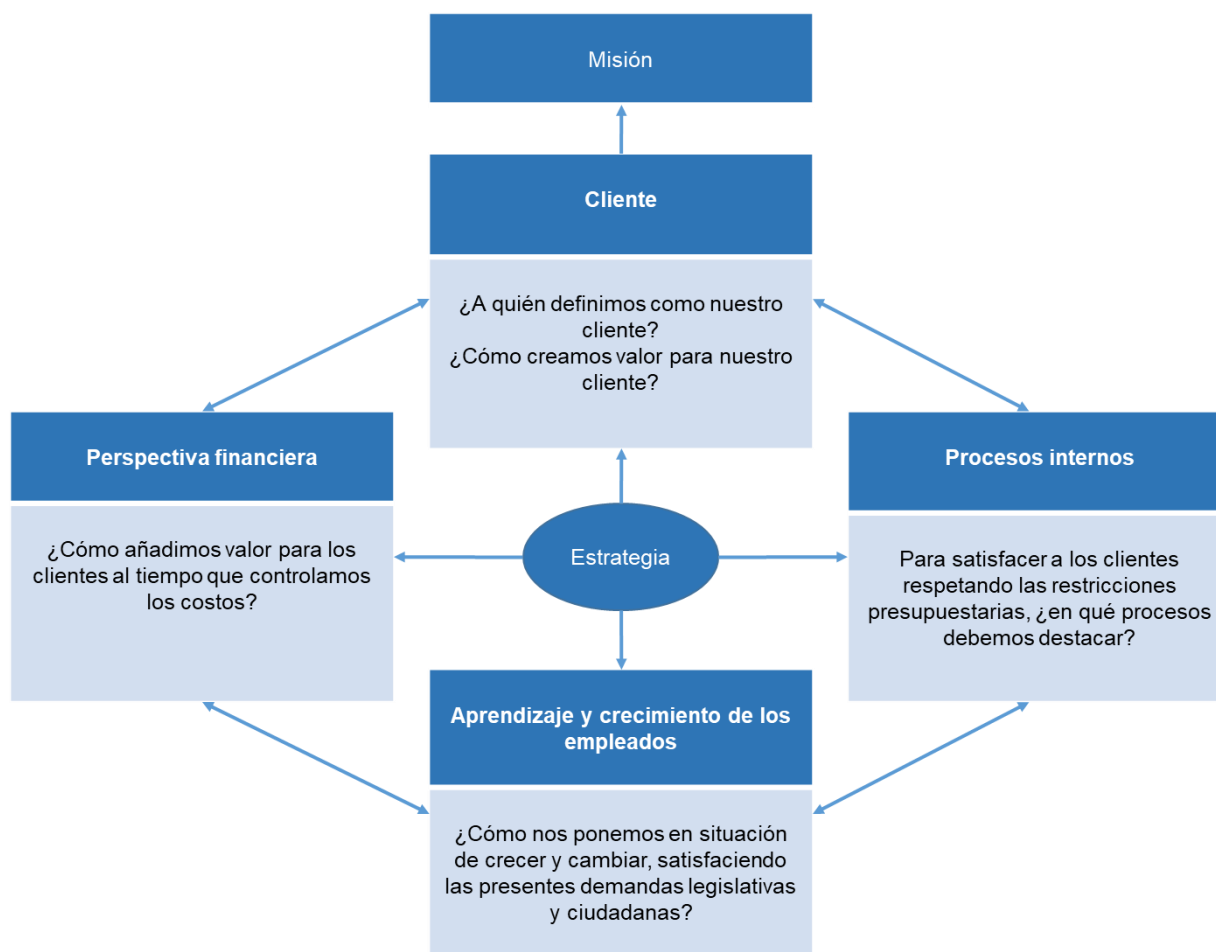 Misión
Cliente
¿A quién definimos como nuestro
cliente?
¿Cómo creamos valor para nuestro
cliente?
Perspectiva financiera
¿Cómo añadimos valor para los
clientes al tiempo que controlamos
los costos?
Estrategia
Procesos internos
Para satisfacer a los clientes
respetando las restricciones
presupuestarias, ¿en qué procesos
debemos destacar?
Aprendizaje y crecimiento de los
empleados
¿Cómo nos ponemos en situación
de crecer y cambiar, satisfaciendo
las presentes demandas legislativas
y ciudadanas?